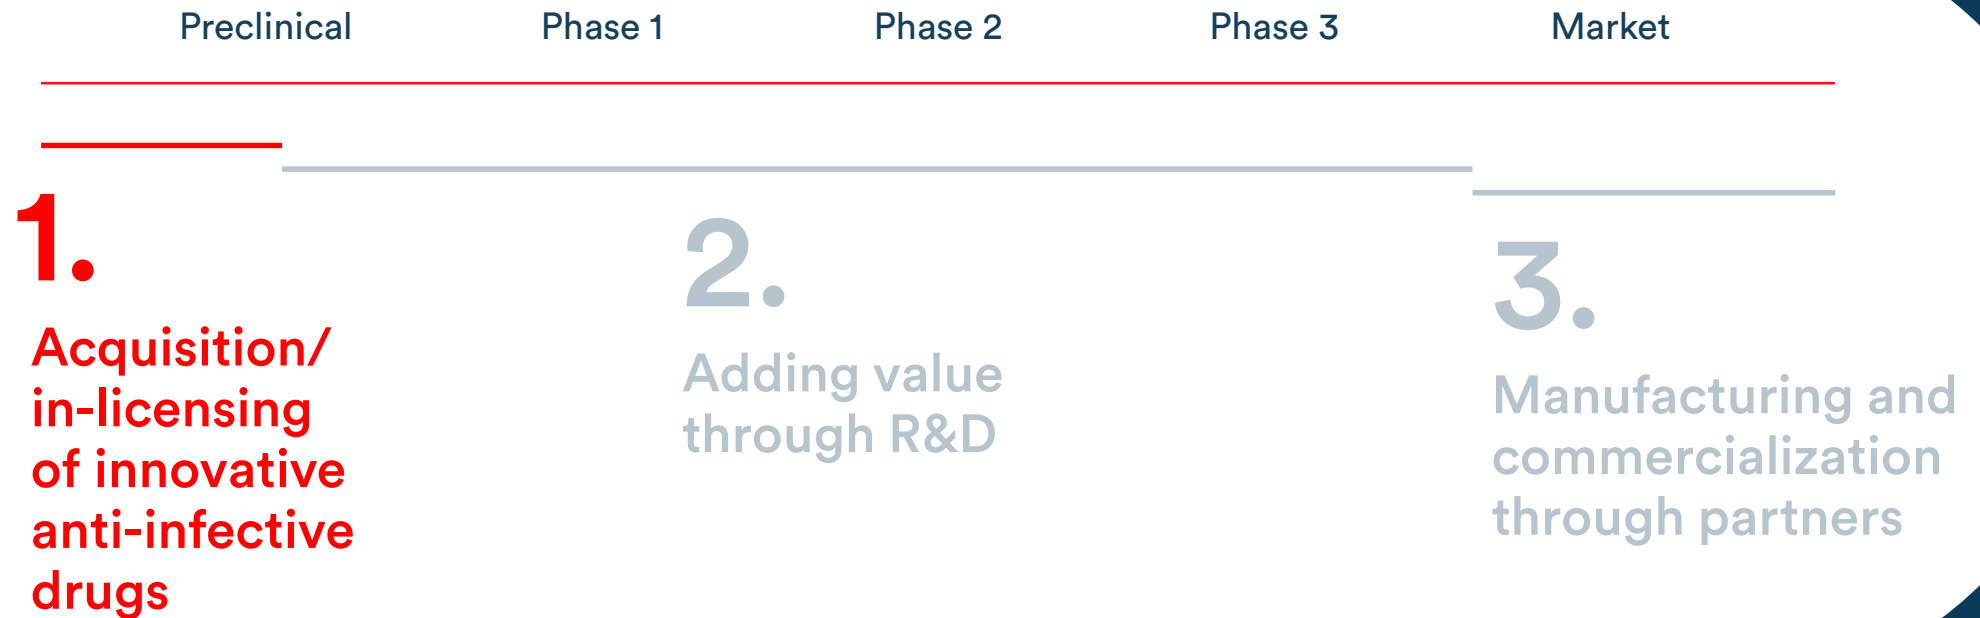 Preclinical Phase 1 Phase 2 Phase 3 Market
1.
Acquisition/
in-licensing
of innovative
anti-infective
drugs
2.
Adding value
through R&D
3.
Manufacturing and
commercialization
through partners